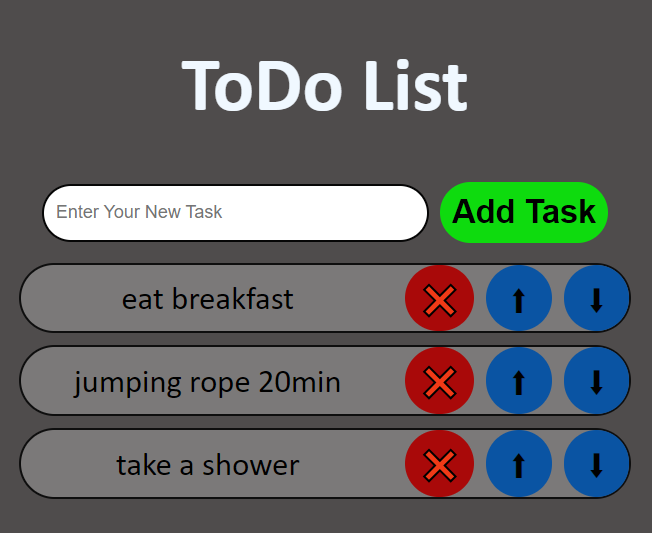 ToDo List
Enter Your New Task
Add Task
eat breakfast
jumping rope 20min
take a shower